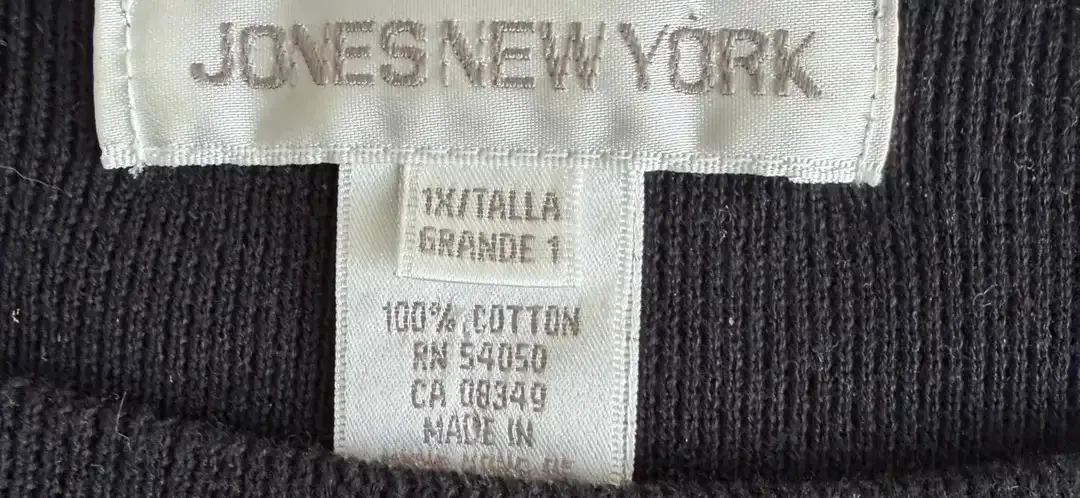 JONES NEW YORK
1X/TALLA
GRANDE 1
100% COTTON
RN 54050
CA 08349
MADE IN